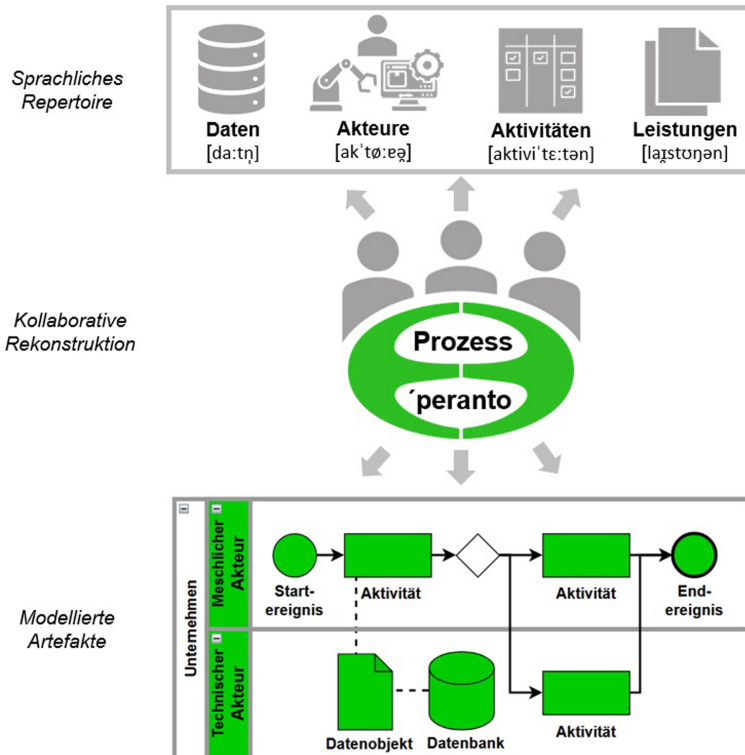 Sprachliches
Repertoire
Daten
[daːtn̩]
Akteure
[akˈtøːɐə̯]
Aktivitäten
[aktiviˈtɛːtən]
Leistungen
[laɪ̯stʊŋən]
Kollaborative
Rekonstruktion
Prozess
´peranto
Modellierte
Artefakte
Unternehmen
Meschlicher
Akteur
Start-
ereignis
Aktivität
Aktivität
End-
ereignis
Technischer
Akteur
Datenobjekt
Datenbank
Aktivität